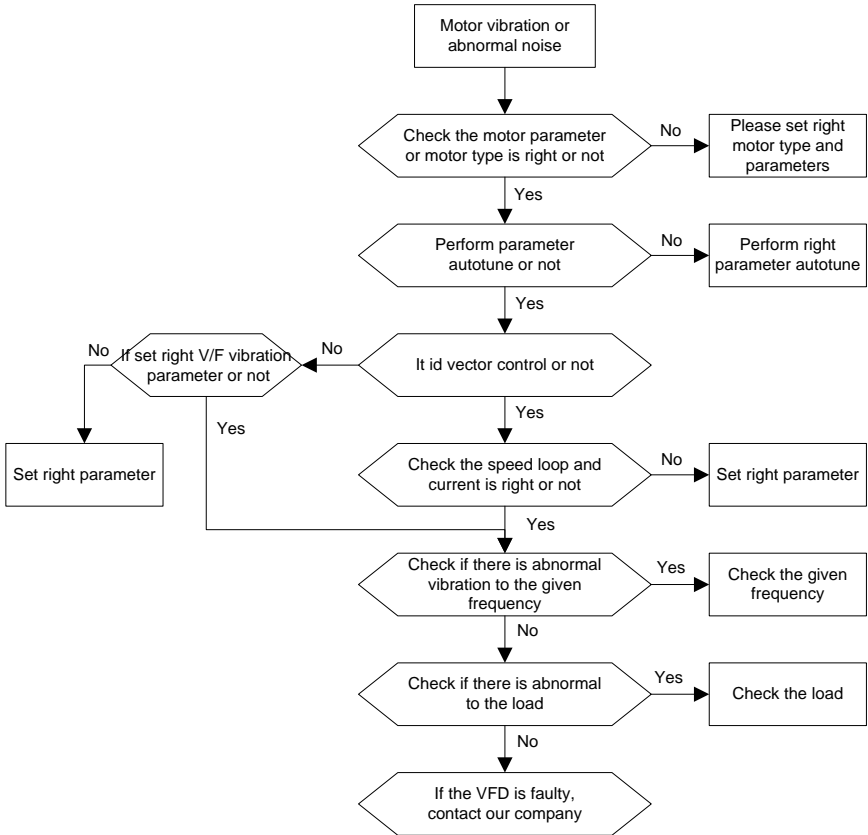 Motor vibration or
abnormal noise
Check the motor parameter
or motor type is right or not
No
Please set right
motor type and
parameters
Yes
Perform parameter
autotune or not
No
Perform right
parameter autotune
Yes
No
If set right V/F vibration
parameter or not
No
It id vector control or not
Yes
Yes
Set right parameter
Check the speed loop and
current is right or not
No
Set right parameter
Yes
Check if there is abnormal
vibration to the given
frequency
Yes
Check the given
frequency
No
Check if there is abnormal
to the load
Yes
Check the load
No
If the VFD is faulty,
contact our company